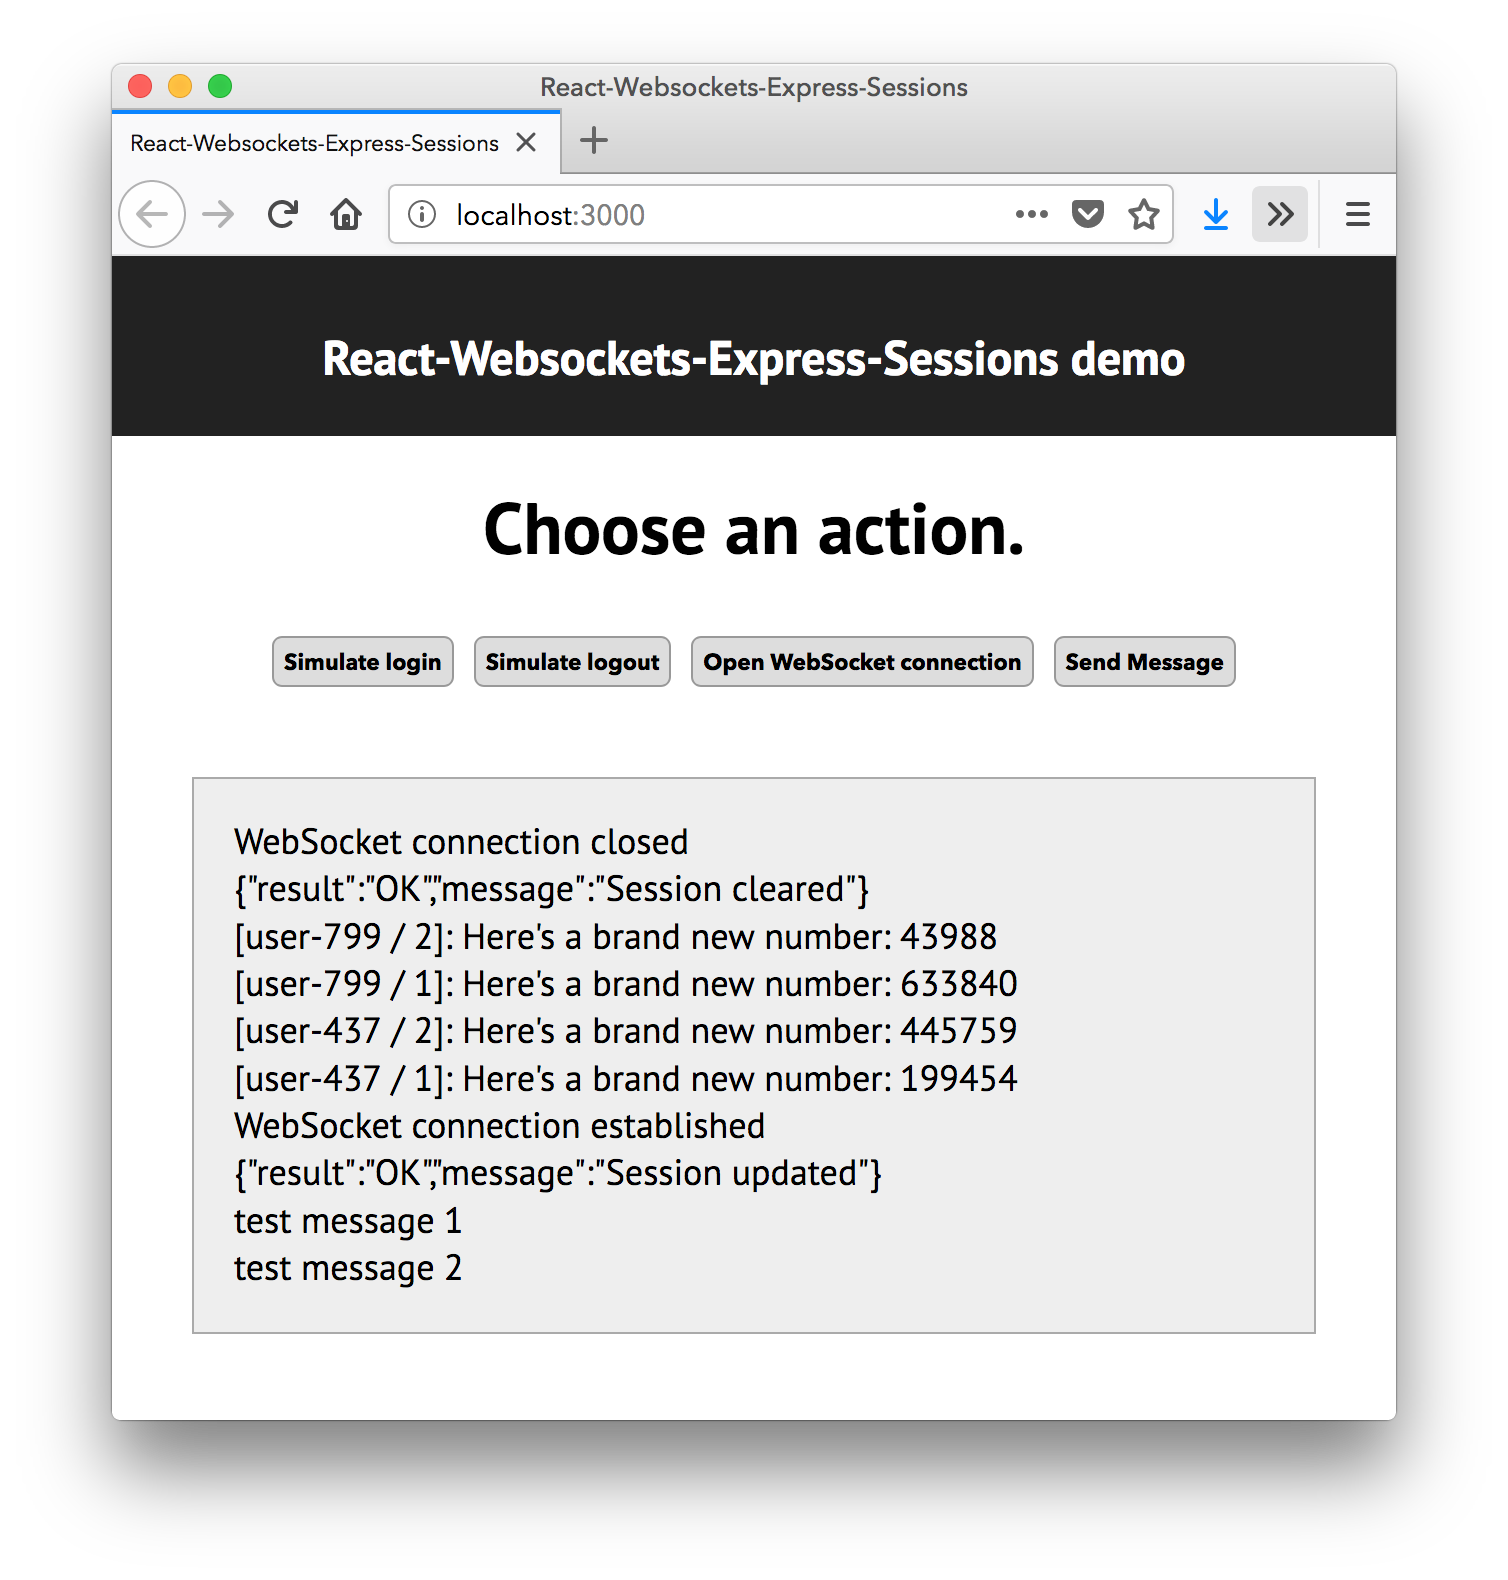 React-Websockets-Express-Sessions
React-Websockets-Express-Sessions
localhost:3000
React-Websockets-Express-Sessions demo
Choose an action.
Simulate login Simulate logout Open WebSocket connection Send Message
WebSocket connection closed
{"result":"OK","message":"Session cleared"}
[user-799 / 2]: Here's a brand new number: 43988
[user-799 / 1]: Here's a brand new number: 633840
[user-437 / 2]: Here's a brand new number: 445759
[user-437 / 1]: Here's a brand new number: 199454
WebSocket connection established
{"result":"OK","message":"Session updated"}
test message 1
test message 2